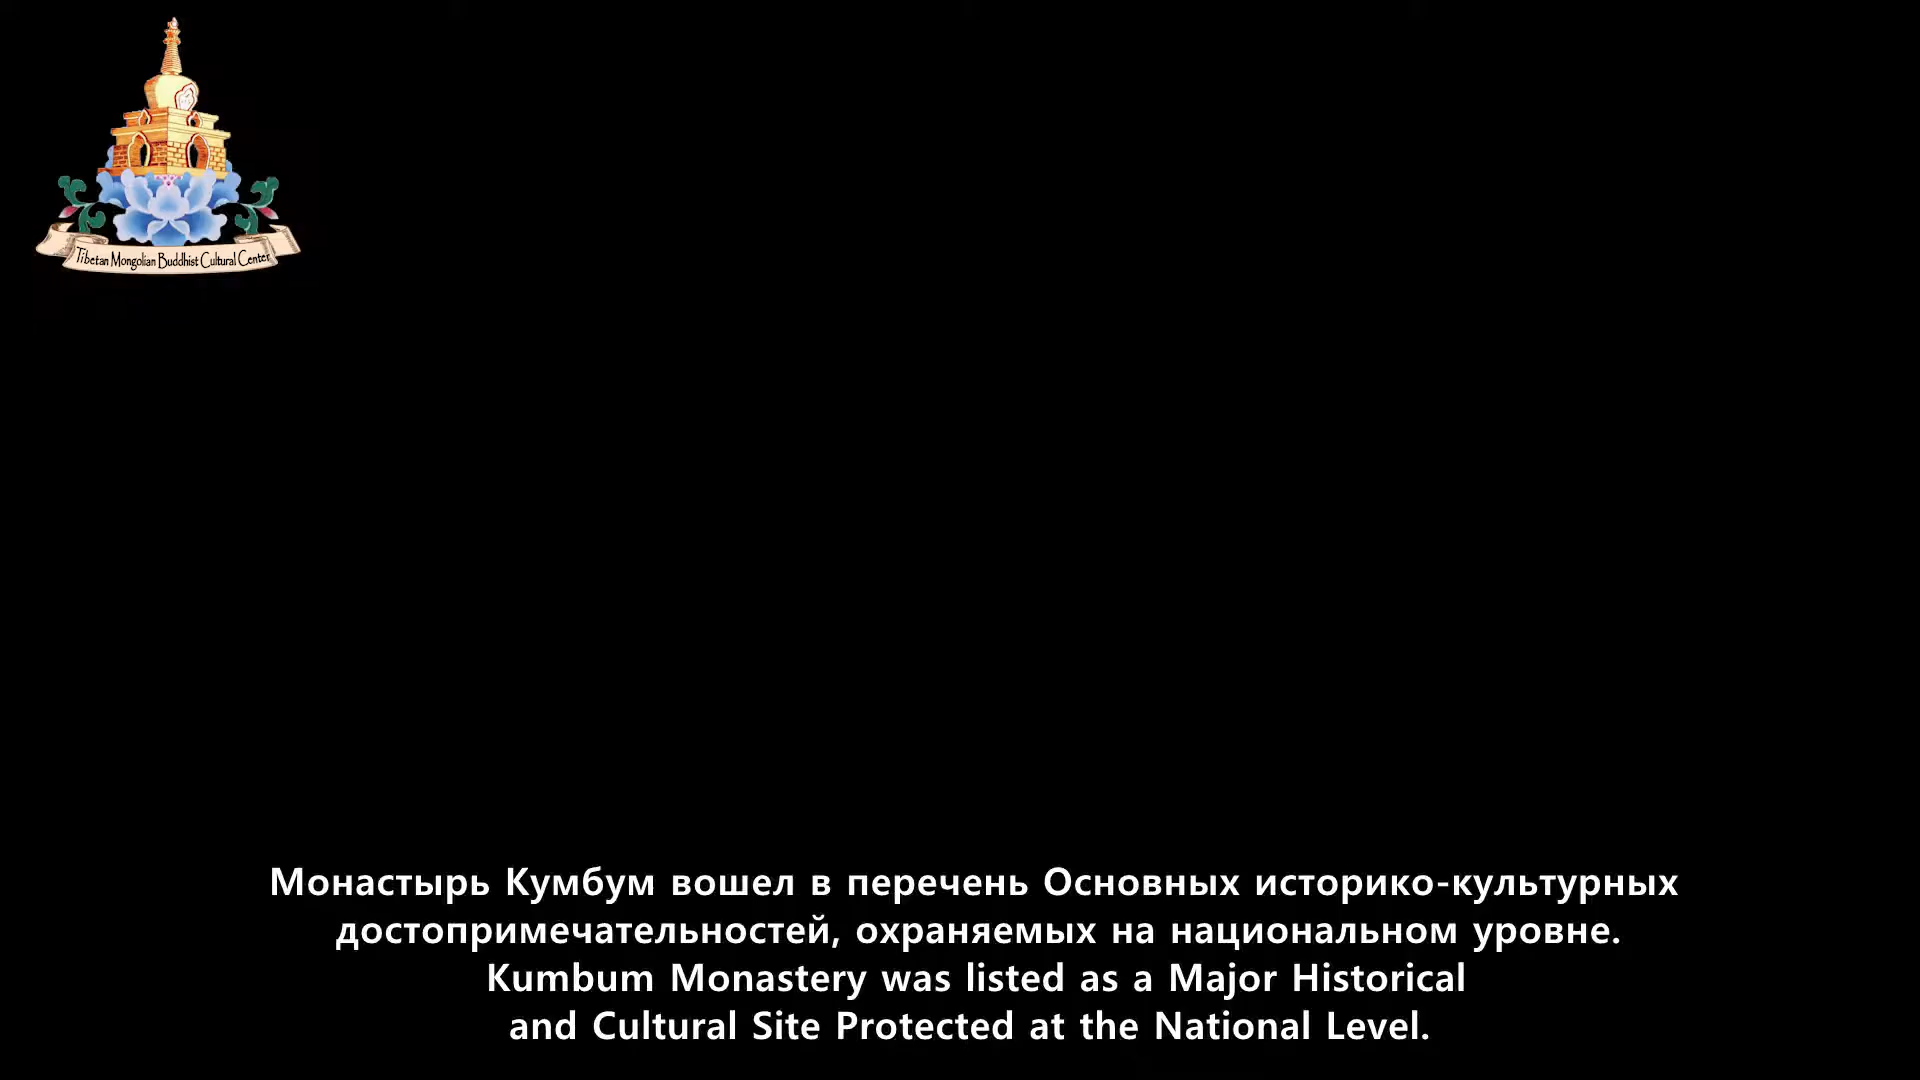 Tibetan Mongolian Buddhist Cultural Center
Монастырь Кумбум вошел в перечень Основных историко-культурных
достопримечательностей, охраняемых на национальном уровне.
Kumbum Monastery was listed as a Major Historical
and Cultural Site Protected at the National Level.